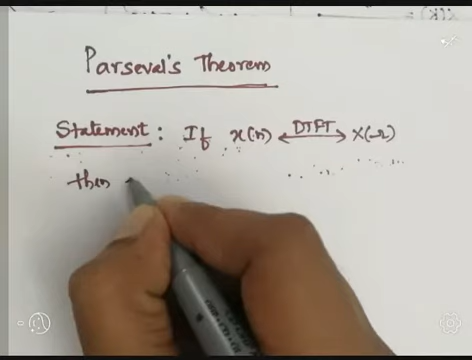 Parseval's Theorem
Statement : If x(n) <--DTFT--> X(Ω)
then